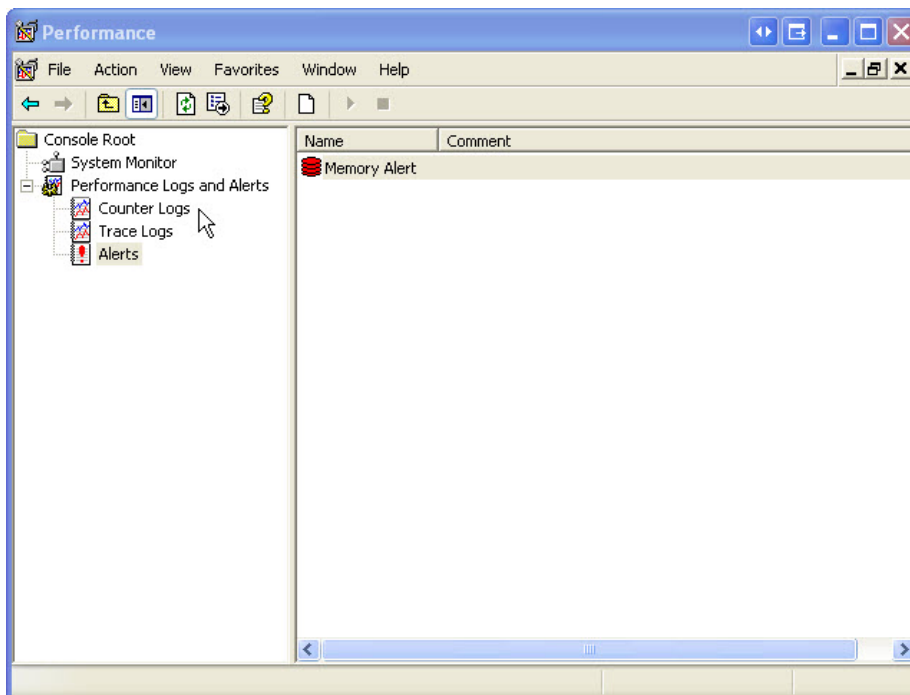 Performance
File Action View Favorites Window Help
Console Root
System Monitor
Performance Logs and Alerts
Counter Logs
Trace Logs
Alerts
Name Comment
Memory Alert